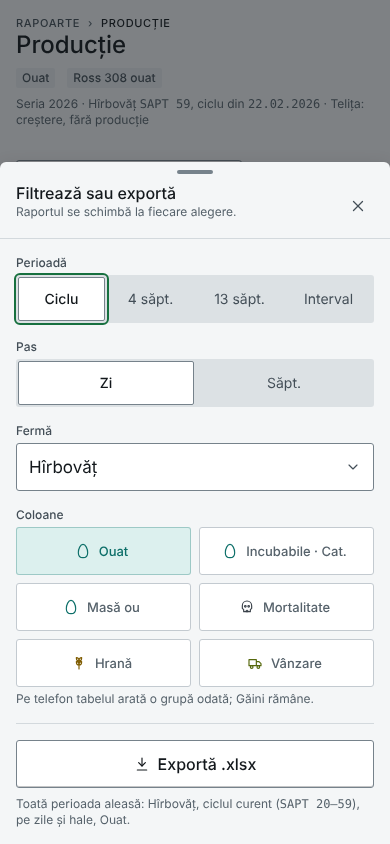 RAPOARTE › PRODUCȚIE
Producție
Ouat Ross 308 ouat
Seria 2026 · Hîrbovăț SAPT 59, ciclu din 22.02.2026 · Telița:
creștere, fără producție
Filtrează sau exportă
Raportul se schimbă la fiecare alegere.
Perioadă
Ciclu 4 săpt. 13 săpt. Interval
Pas
Zi Săpt.
Fermă
Hîrbovăț
Coloane
Ouat Incubabile · Cat.
Masă ou Mortalitate
Hrană Vânzare
Pe telefon tabelul arată o grupă odată; Găini rămâne.
Exportă .xlsx
Toată perioada aleasă: Hîrbovăț, ciclul curent (SAPT 20–59),
pe zile și hale, Ouat.